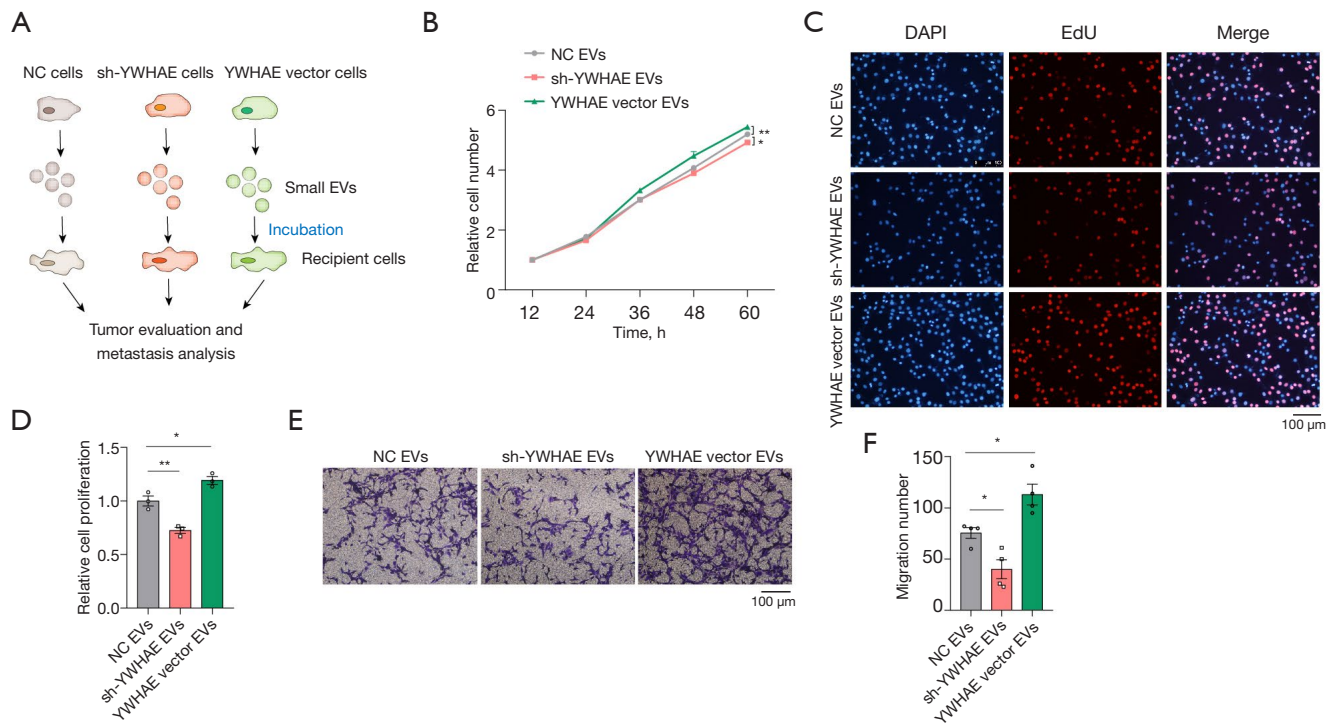 A
NC cells
sh-YWHAE cells
YWHAE vector cells
Small EVs
Incubation
Recipient cells
Tumor evaluation and
metastasis analysis
B
NC EVs
sh-YWHAE EVs
YWHAE vector EVs
Relative cell number
6
4
2
0
**
*
12
24
36
48
60
Time, h
C
DAPI
EdU
Merge
NC EVs
sh-YWHAE EVs
YWHAE vector EVs
100 μm
D
Relative cell proliferation
1.5
1.0
0.5
0.0
*
**
NC EVs
sh-YWHAE EVs
YWHAE vector EVs
E
NC EVs
sh-YWHAE EVs
YWHAE vector EVs
100 μm
F
Migration number
150
100
50
0
*
*
NC EVs
sh-YWHAE EVs
YWHAE vector EVs